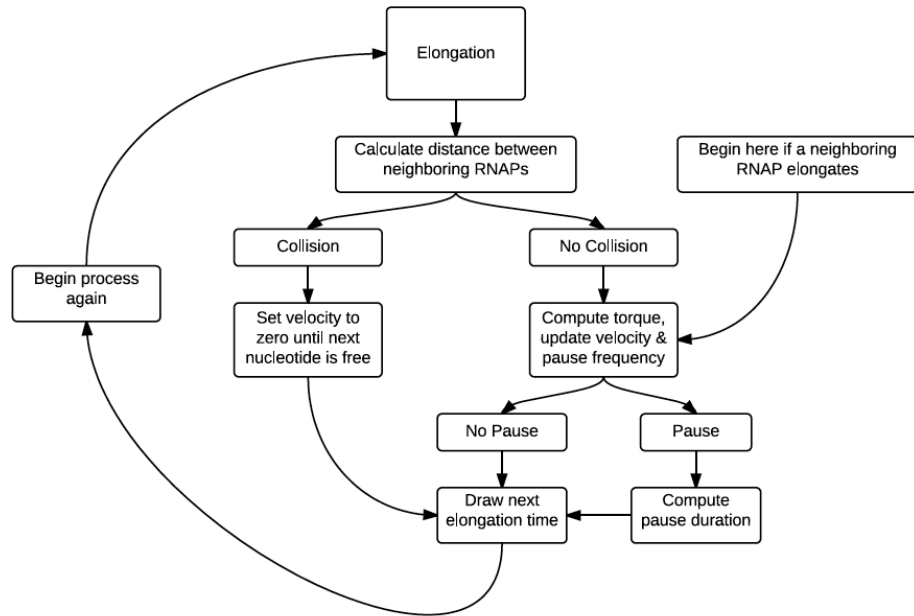 Elongation
Calculate distance between
neighboring RNAPs
Begin here if a neighboring
RNAP elongates
Collision
No Collision
Begin process
again
Set velocity to
zero until next
nucleotide is free
Compute torque,
update velocity &
pause frequency
No Pause
Pause
Draw next
elongation time
Compute
pause duration